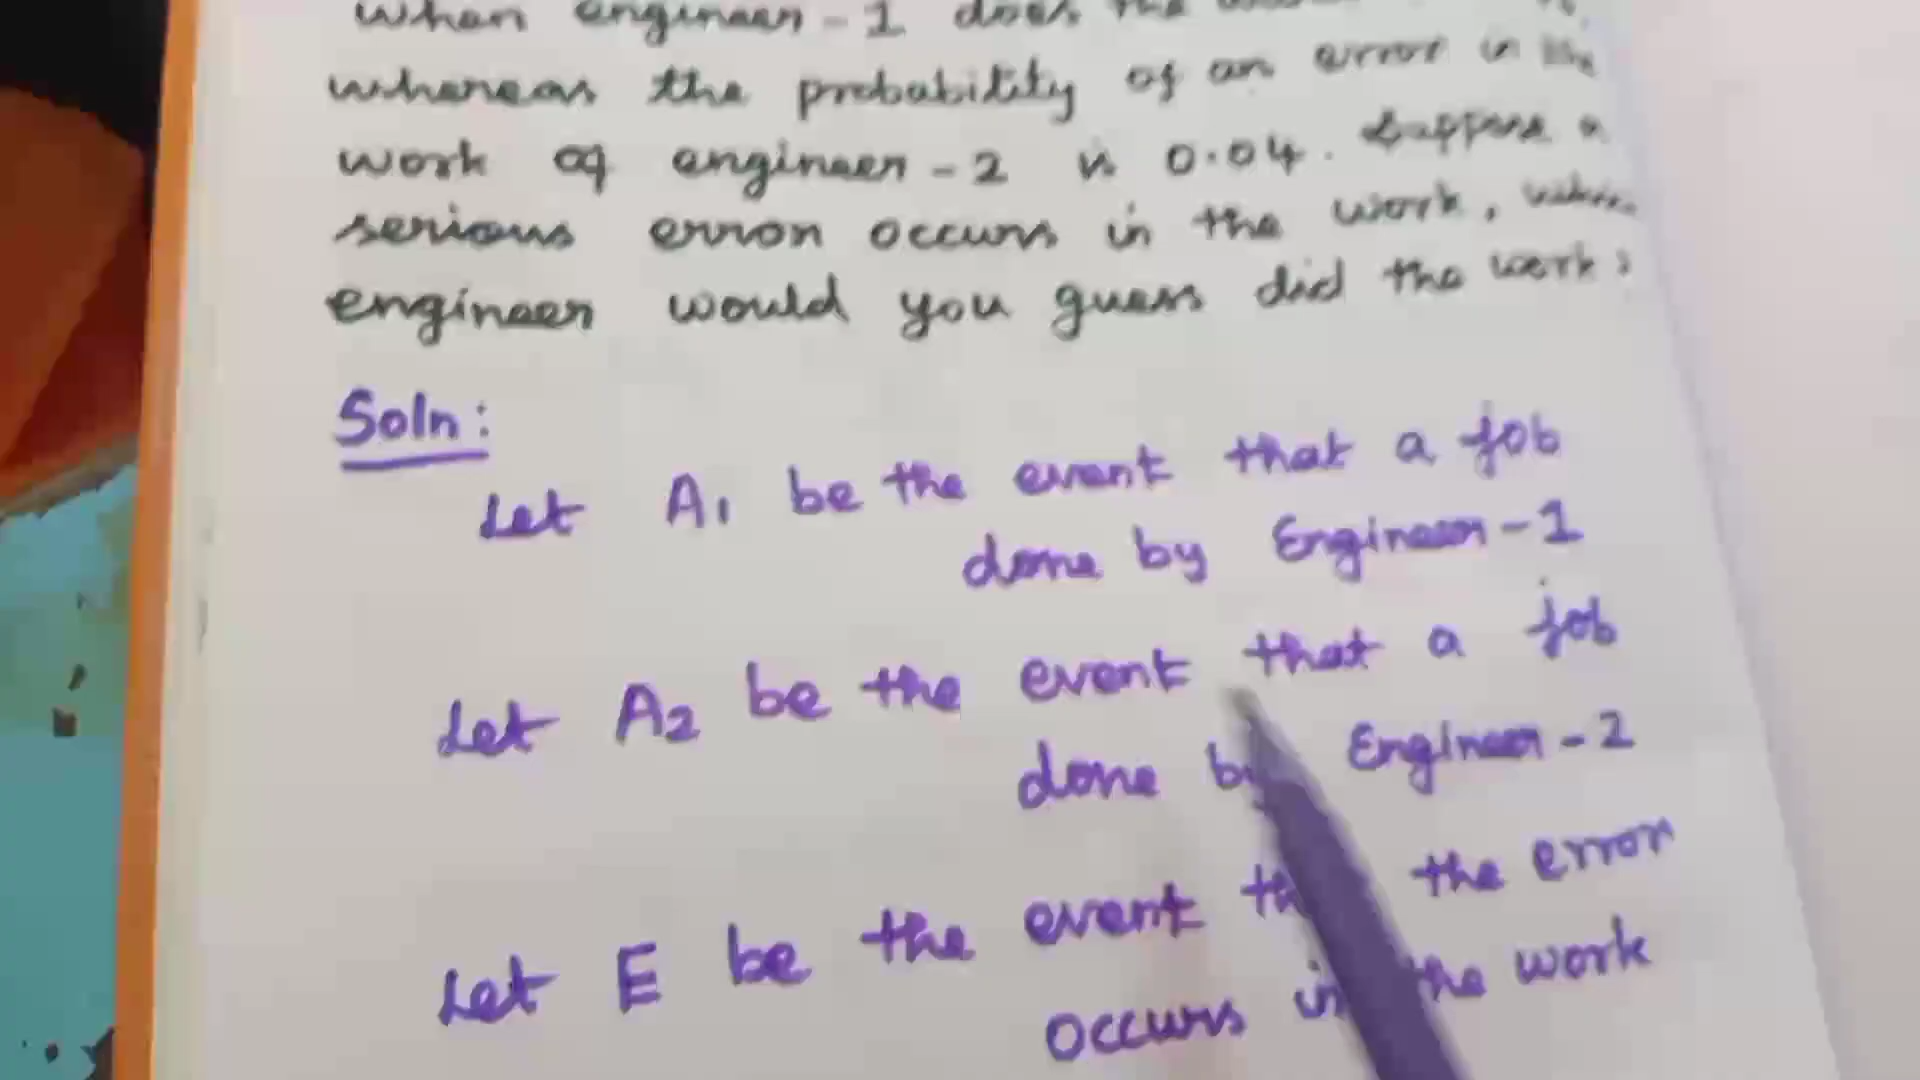 when engineer-1 does the
whereas the probability of an error in the
work of engineer-2 is 0.04. Suppose a
serious error occurs in the work, which
engineer would you guess did the work?
Soln:
Let A1 be the event that a job
done by Engineer-1
Let A2 be the event that a job
done by Engineer-2
Let E be the event the error
occurs in the work